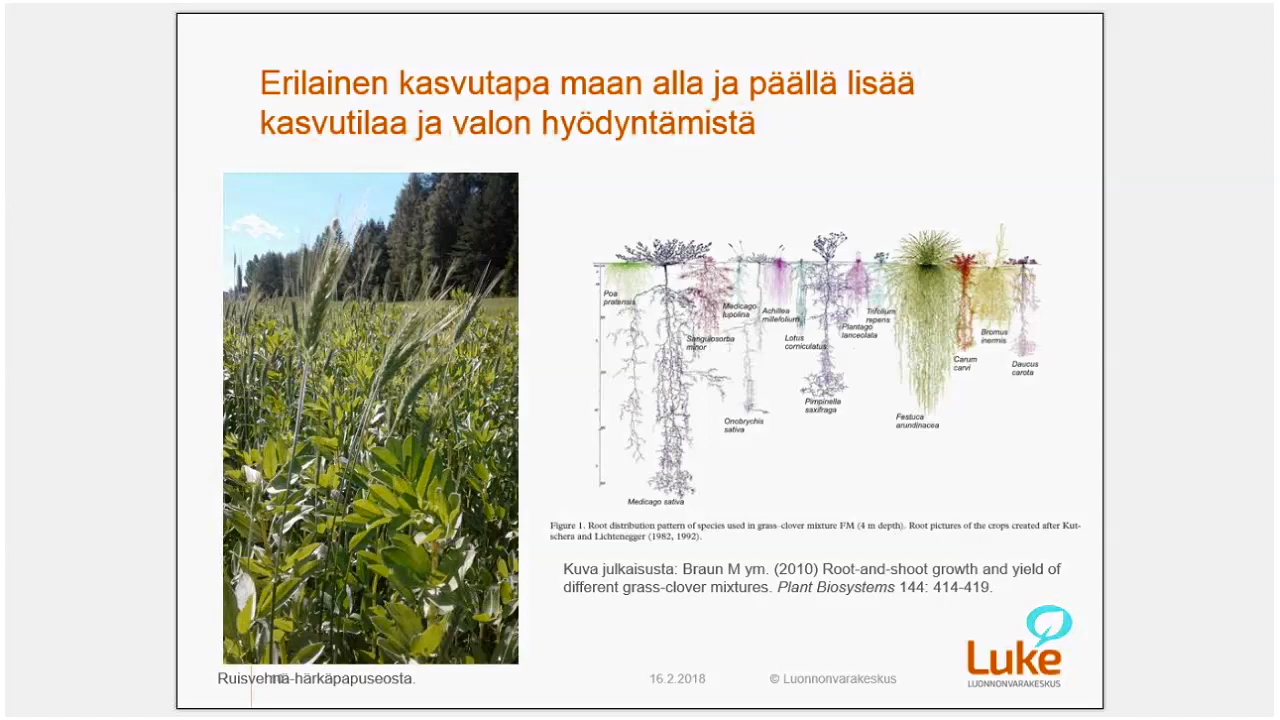 Erilainen kasvutapa maan alla ja päällä lisää
kasvutilaa ja valon hyödyntämistä
Poa
pratensis
Medicago
lupolina
Achillea
millefolium
Trifolium
repens
Plantago
lanceolata
Sanguisorba
minor
Lotus
corniculatus
Bromus
inermis
Carum
carvi
Daucus
carota
Pimpinella
saxifraga
Onobrychis
sativa
Festuca
arundinacea
Medicago sativa
Figure 1. Root distribution pattern of species used in grass-clover mixture FM (4 m depth). Root pictures of the crops created after Kut-
schera and Lichtenegger (1982, 1992).
Kuva julkaisusta: Braun M ym. (2010) Root-and-shoot growth and yield of
different grass-clover mixtures. Plant Biosystems 144: 414-419.
Luke
LUONNONVARAKESKUS
Ruisvehnä-härkäpapuseosta.
16.2.2018
© Luonnonvarakeskus